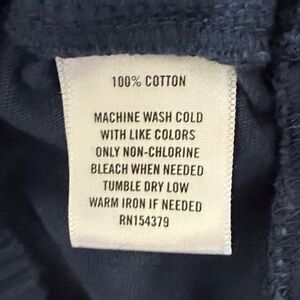 100% COTTON
MACHINE WASH COLD
WITH LIKE COLORS
ONLY NON-CHLORINE
BLEACH WHEN NEEDED
TUMBLE DRY LOW
WARM IRON IF NEEDED
RN154379